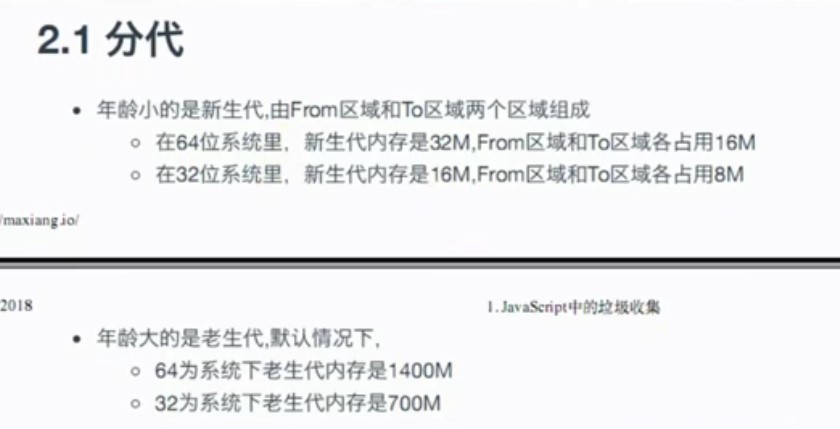 2.1 分代
年龄小的是新生代,由From区域和To区域两个区域组成
在64位系统里，新生代内存是32M,From区域和To区域各占用16M
在32位系统里，新生代内存是16M,From区域和To区域各占用8M
/maxiang.io/
2018 1.JavaScript中的垃圾收集
年龄大的是老生代,默认情况下,
64为系统下老生代内存是1400M
32为系统下老生代内存是700M